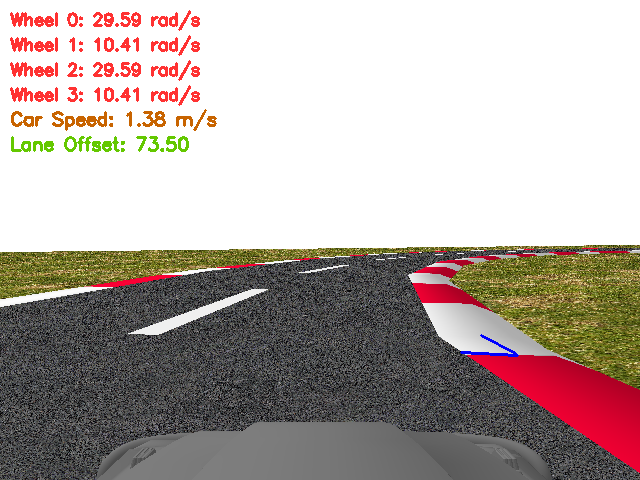 Wheel 0: 29.59 rad/s
Wheel 1: 10.41 rad/s
Wheel 2: 29.59 rad/s
Wheel 3: 10.41 rad/s
Car Speed: 1.38 m/s
Lane Offset: 73.50